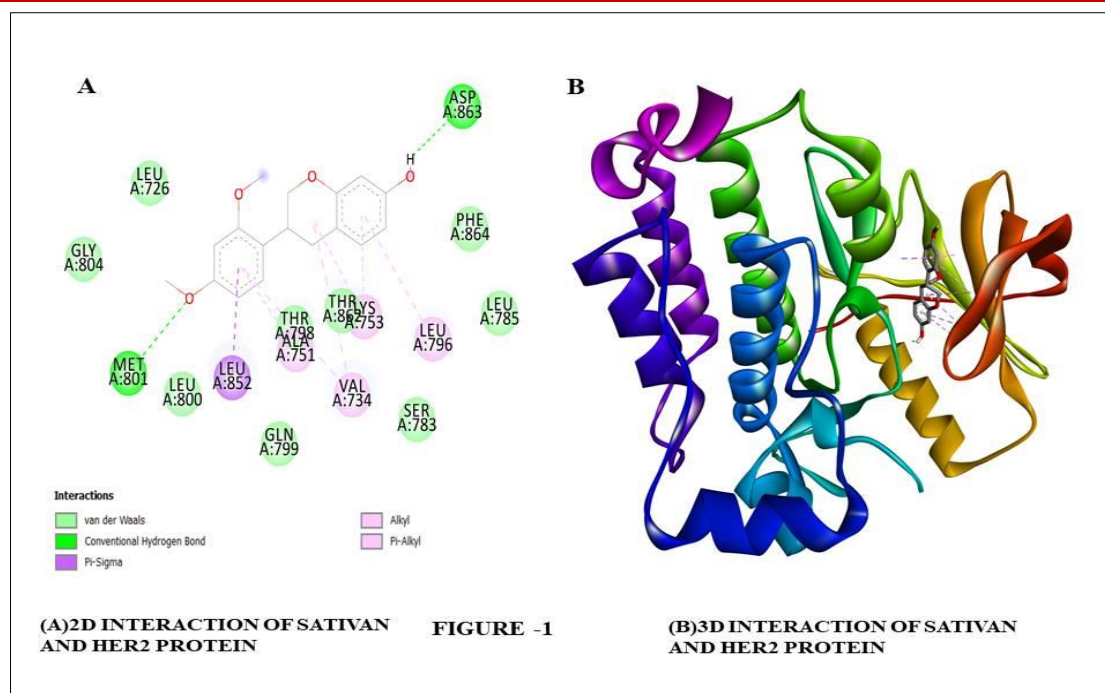 A
B
ASP
A:863
H
O
O
O
O
LEU
A:726
PHE
A:864
GLY
A:804
LEU
A:785
THR
A:798
THR
A:862
LYS
A:753
ALA
A:751
LEU
A:796
MET
A:801
LEU
A:800
LEU
A:852
VAL
A:734
SER
A:783
GLN
A:799
Interactions
van der Waals
Conventional Hydrogen Bond
Pi-Sigma
Alkyl
Pi-Alkyl
(A)2D INTERACTION OF SATIVAN
AND HER2 PROTEIN
FIGURE -1
(B)3D INTERACTION OF SATIVAN
AND HER2 PROTEIN